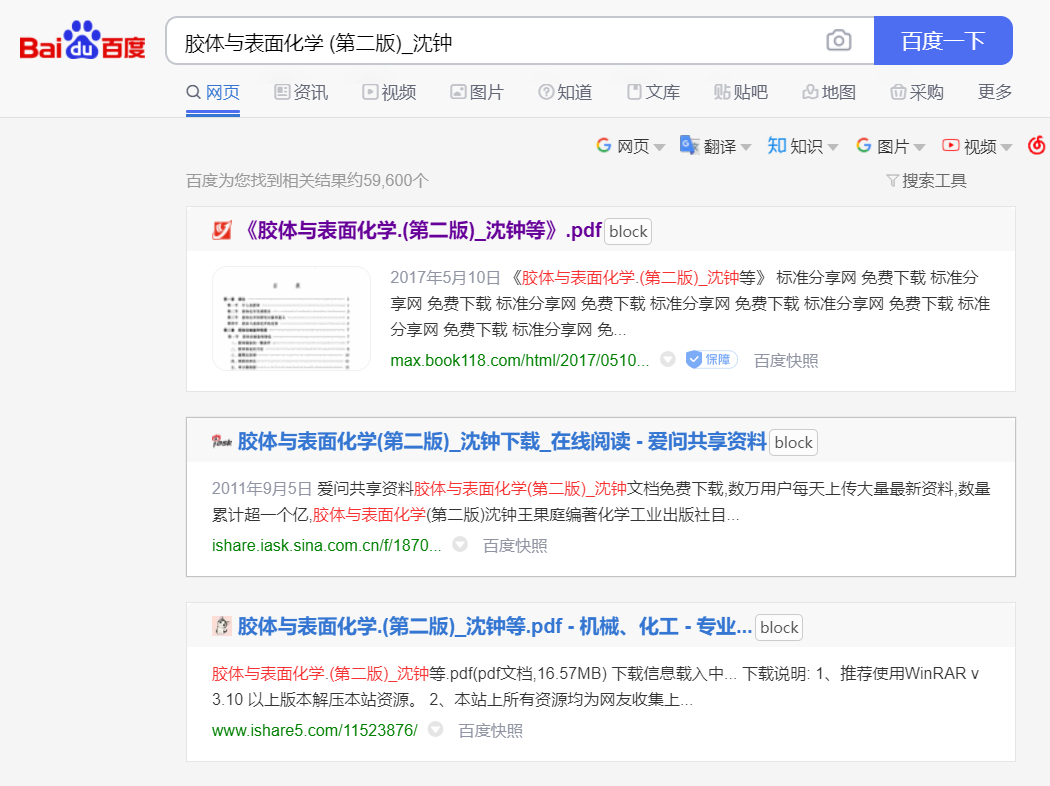 Bai du 百度
胶体与表面化学 (第二版)_沈钟
百度一下
网页 资讯 视频 图片 知道 文库 贴吧 地图 采购 更多
网页 翻译 知识 图片 视频
百度为您找到相关结果约59,600个
搜索工具
《胶体与表面化学.(第二版)_沈钟等》.pdf block
2017年5月10日 《胶体与表面化学.(第二版)_沈钟等》 标准分享网 免费下载 标准分
享网 免费下载 标准分享网 免费下载 标准分享网 免费下载 标准分享网 免费下载 标准
分享网 免费下载 标准分享网 免...
max.book118.com/html/2017/0510... 保障 百度快照
胶体与表面化学(第二版)_沈钟下载_在线阅读 - 爱问共享资料 block
2011年9月5日 爱问共享资料胶体与表面化学(第二版)_沈钟文档免费下载,数万用户每天上传大量最新资料,数量
累计超一个亿,胶体与表面化学(第二版)沈钟王果庭编著化学工业出版社目...
ishare.iask.sina.com.cn/f/1870... 百度快照
胶体与表面化学.(第二版)_沈钟等.pdf - 机械、化工 - 专业... block
胶体与表面化学.(第二版)_沈钟等.pdf(pdf文档,16.57MB) 下载信息载入中... 下载说明: 1、推荐使用WinRAR v
3.10 以上版本解压本站资源。 2、本站上所有资源均为网友收集上...
www.ishare5.com/11523876/ 百度快照